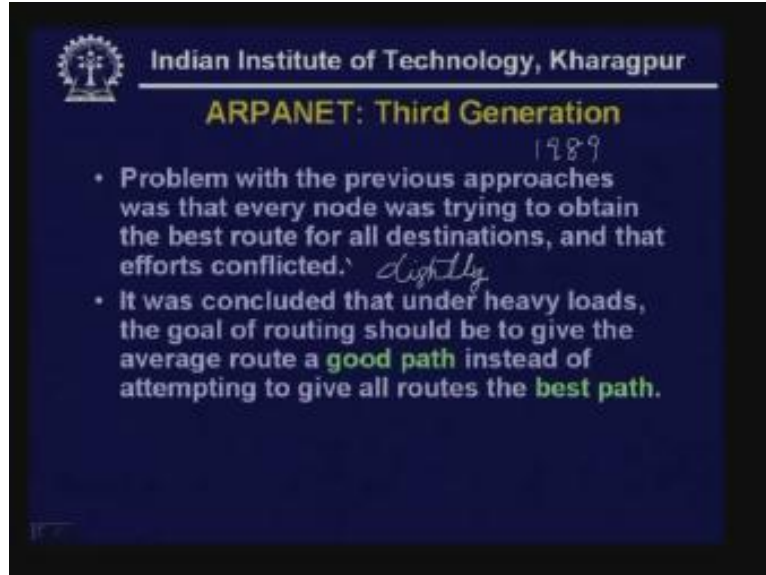 Indian Institute of Technology, Kharagpur
ARPANET: Third Generation
1989
• Problem with the previous approaches
was that every node was trying to obtain
the best route for all destinations, and that
efforts conflicted.
slightly
• It was concluded that under heavy loads,
the goal of routing should be to give the
average route a good path instead of
attempting to give all routes the best path.